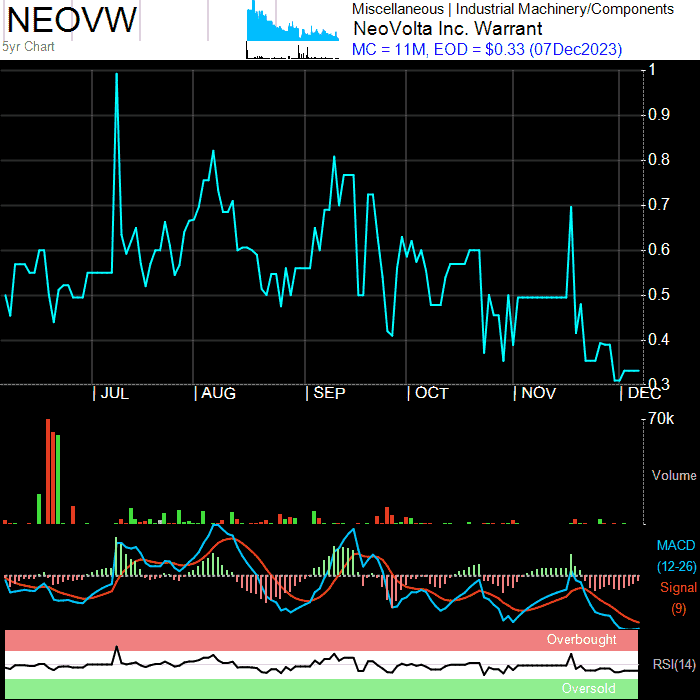 NEOVW
5yr Chart
Miscellaneous | Industrial Machinery/Components
NeoVolta Inc. Warrant
MC = 11M, EOD = $0.33 (07Dec2023)
1
0.9
0.8
0.7
0.6
0.5
0.4
0.3
JUL AUG SEP OCT NOV DEC
70k
Volume
MACD
(12-26)
Signal
(9)
Overbought
RSI(14)
Oversold